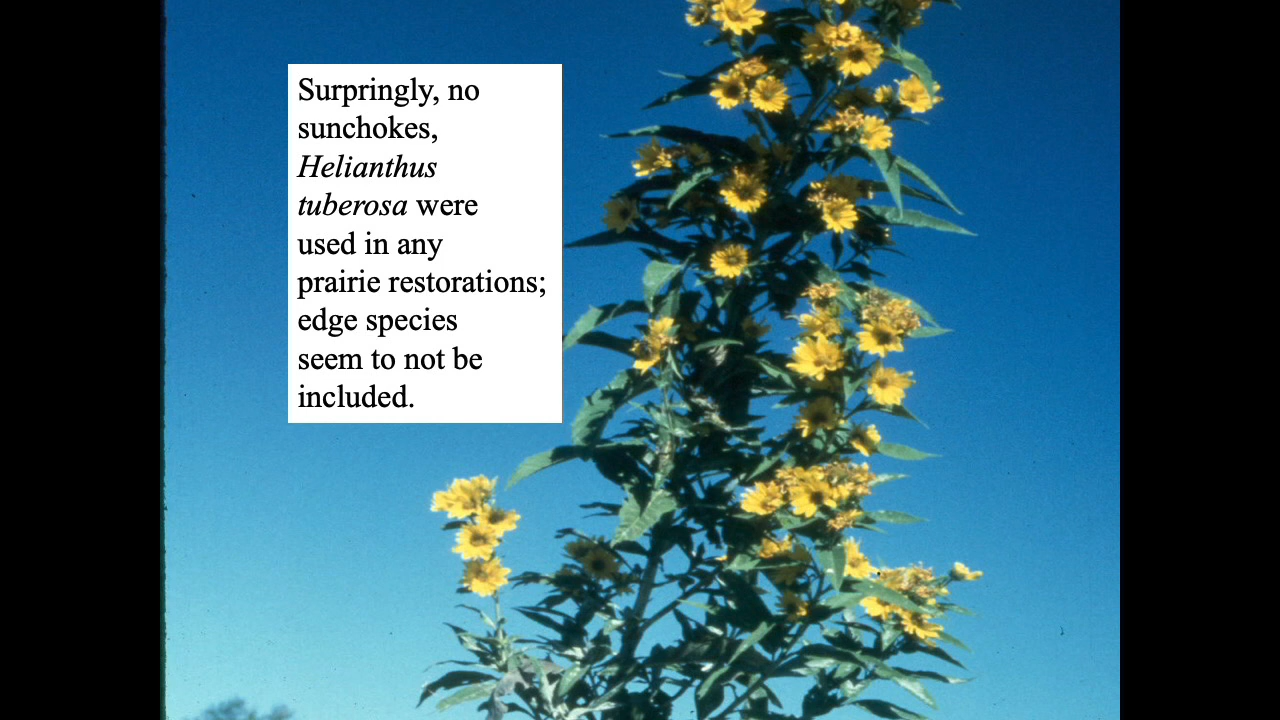 Surpringly, no
sunchokes,
Helianthus
tuberosa were
used in any
prairie restorations;
edge species
seem to not be
included.